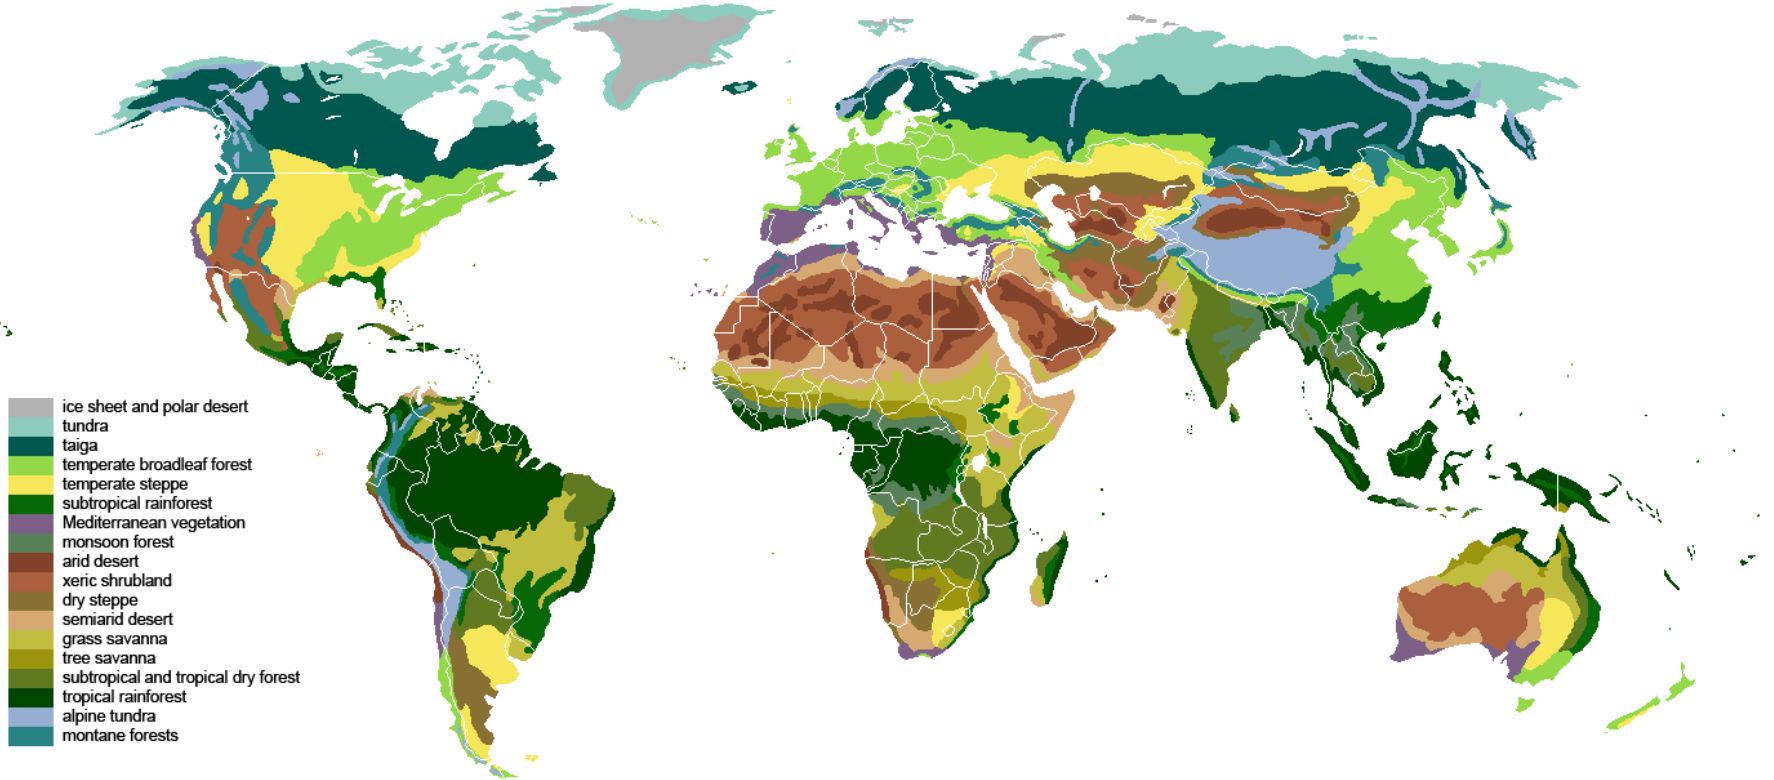 ice sheet and polar desert
tundra
taiga
temperate broadleaf forest
temperate steppe
subtropical rainforest
Mediterranean vegetation
monsoon forest
arid desert
xeric shrubland
dry steppe
semiarid desert
grass savanna
tree savanna
subtropical and tropical dry forest
tropical rainforest
alpine tundra
montane forests